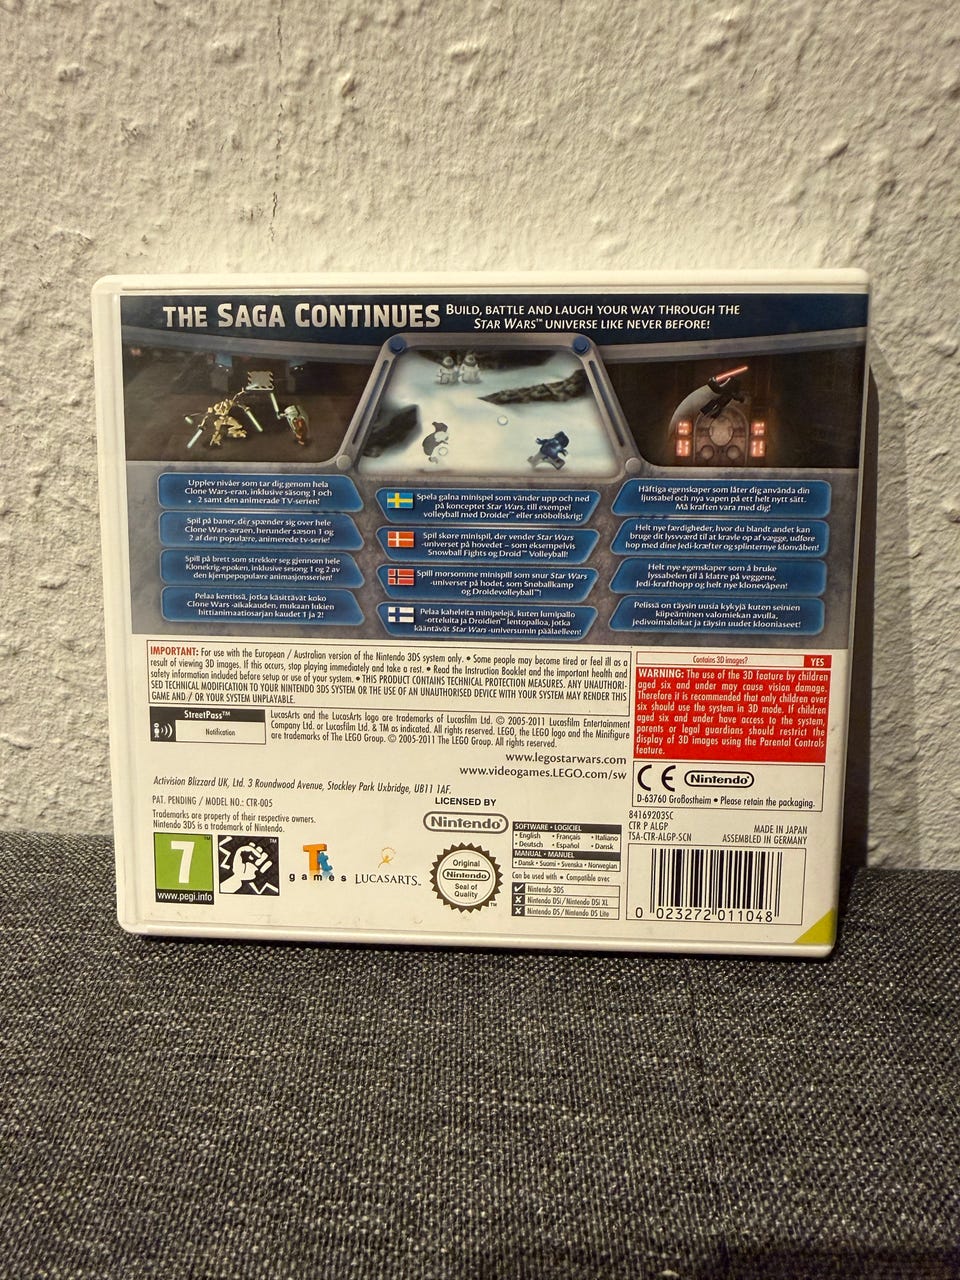 THE SAGA CONTINUES
BUILD, BATTLE AND LAUGH YOUR WAY THROUGH THE
STAR WARS™ UNIVERSE LIKE NEVER BEFORE!
Upplev nivåer som tar dig genom hela
Clone Wars-eran, inklusive säsong 1 och
2 samt den animerade TV-serien!
Spil på baner, der spænder sig over hele
Clone Wars-æraen, herunder sæson 1 og
2 af den populære, animerede tv-serie!
Spill på brett som strekker seg gjennom hele
Klonekrig-epoken, inklusive sesong 1 og 2 av
den kjempepopulære animasjonsserien!
Pelaa kentissä, jotka käsittävät koko
Clone Wars -aikakauden, mukaan lukien
hittianimaatiosarjan kaudet 1 ja 2!
Spela galna minispel som vänder upp och ned
på konceptet Star Wars, till exempel
volleyboll med Droider™ eller snöbollskrig!
Spil skøre minispil, der vender Star Wars
-universet på hovedet – som eksempelvis
Snowball Fights og Droid™ Volleyball!
Spill morsomme minispill som snur Star Wars
-universet på hodet, som Snøballkamp
og Droidevolleyball™!
Pelaa kaheleita minipelejä, kuten lumipallo
-otteluita ja Droidien™ lentopalloa, jotka
kääntävät Star Wars -universumin päälaelleen!
Häftiga egenskaper som låter dig använda din
ljussabel och nya vapen på ett helt nytt sätt.
Må kraften vara med dig!
Helt nye færdigheder, hvor du blandt andet kan
bruge dit lyssværd til at kravle op af vægge, udføre
hop med dine Jedi-kræfter og splinternye klonvåben!
Helt nye egenskaper som å bruke
lyssabelen til å klatre på veggene,
Jedi-krafthopp og helt nye klonevåpen!
Pelissä on täysin uusia kykyjä kuten seinien
kiipeäminen valomiekan avulla,
jedivoimaloikat ja täysin uudet klooniaseet!
IMPORTANT: For use with the European / Australian version of the Nintendo 3DS system only. • Some people may become tired or feel ill as a
result of viewing 3D images. If this occurs, stop playing immediately and take a rest. • Read the Instruction Booklet and the important health and
safety information included before setup or use of your system. • THIS PRODUCT CONTAINS TECHNICAL PROTECTION MEASURES. ANY UNAUTHORI-
SED TECHNICAL MODIFICATION TO YOUR NINTENDO 3DS SYSTEM OR THE USE OF AN UNAUTHORISED DEVICE WITH YOUR SYSTEM MAY RENDER THIS
GAME AND / OR YOUR SYSTEM UNPLAYABLE.
Contains 3D images? YES
WARNING: The use of the 3D feature by children
aged six and under may cause vision damage.
Therefore it is recommended that only children over
six should use the system in 3D mode. If children
aged six and under have access to the system,
parents or legal guardians should restrict the
display of 3D images using the Parental Controls
feature.
StreetPass™
Notification
LucasArts and the LucasArts logo are trademarks of Lucasfilm Ltd. © 2005-2011 Lucasfilm Entertainment
Company Ltd. or Lucasfilm Ltd. & TM as indicated. All rights reserved. LEGO, the LEGO logo and the Minifigure
are trademarks of The LEGO Group. © 2005-2011 The LEGO Group. All rights reserved.
www.legostarwars.com
www.videogames.LEGO.com/sw
Activision Blizzard UK, Ltd. 3 Roundwood Avenue, Stockley Park Uxbridge, UB11 1AF.
PAT. PENDING / MODEL NO.: CTR-005
Trademarks are property of their respective owners.
Nintendo 3DS is a trademark of Nintendo.
LICENSED BY
Nintendo®
CE Nintendo®
D-63760 Großostheim • Please retain the packaging.
84169203SC
CTR P ALGP
TSA-CTR-ALGP-SCN
MADE IN JAPAN
ASSEMBLED IN GERMANY
7
www.pegi.info
Tt
games
LUCASARTS™
Original
Nintendo
Seal of
Quality
TM
SOFTWARE • LOGICIEL
• English • Français • Italiano
• Deutsch • Español • Dansk
MANUAL • MANUEL
• Dansk • Suomi • Svenska • Norwegian
Can be used with • Compatible avec
Nintendo 3DS
Nintendo DSi/Nintendo DSi XL
Nintendo DS/Nintendo DS Lite
0 023272 011048